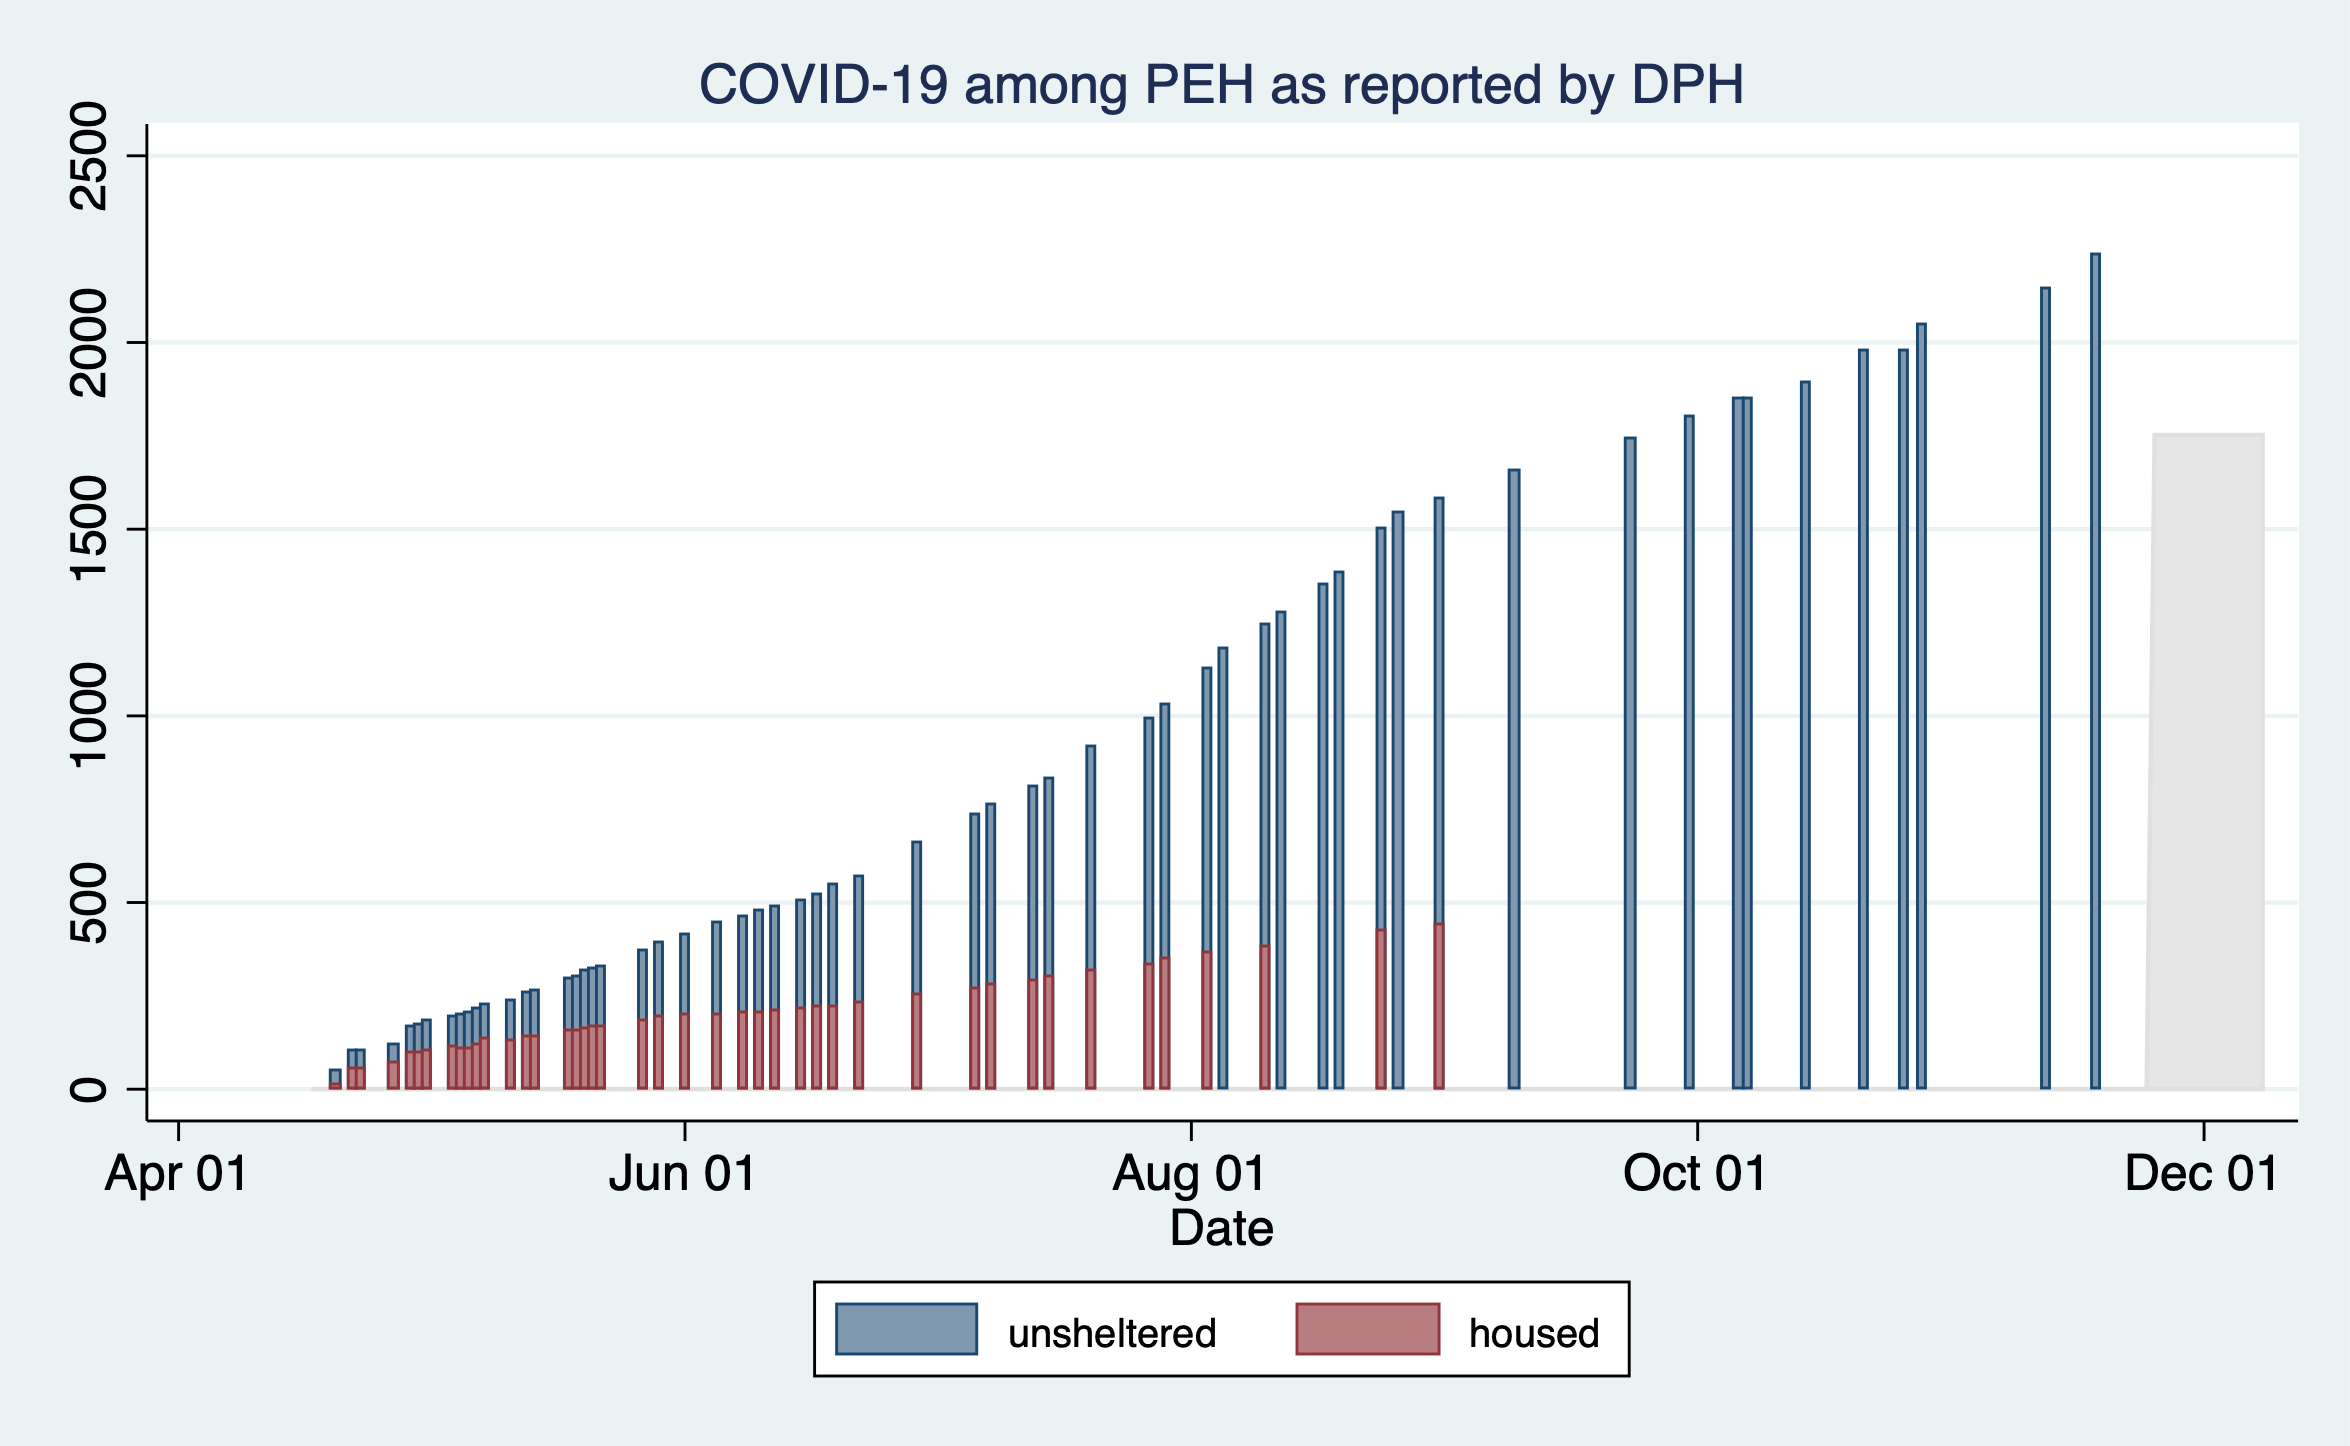 COVID-19 among PEH as reported by DPH
2500
2000
1500
1000
500
0
Apr 01 Jun 01 Aug 01 Oct 01 Dec 01
Date
unsheltered housed